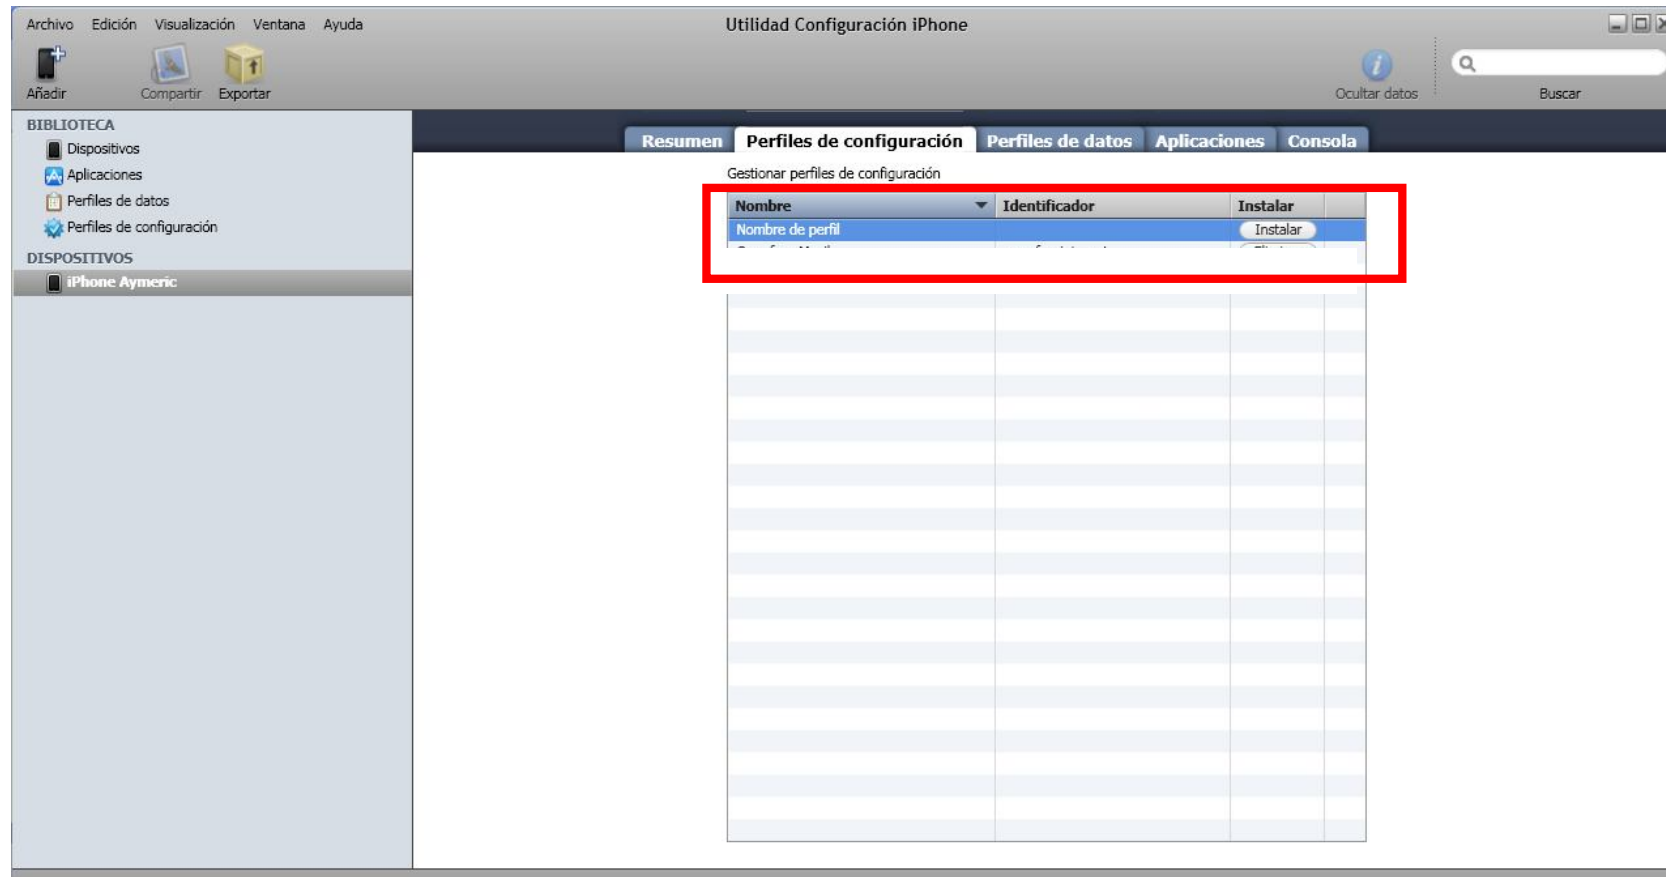 Archivo Edición Visualización Ventana Ayuda
Utilidad Configuración iPhone
Añadir Compartir Exportar
Ocultar datos Buscar
BIBLIOTECA
Dispositivos
Aplicaciones
Perfiles de datos
Perfiles de configuración
DISPOSITIVOS
iPhone Aymeric
Resumen Perfiles de configuración Perfiles de datos Aplicaciones Consola
Gestionar perfiles de configuración
Nombre Identificador Instalar
Nombre de perfil Instalar